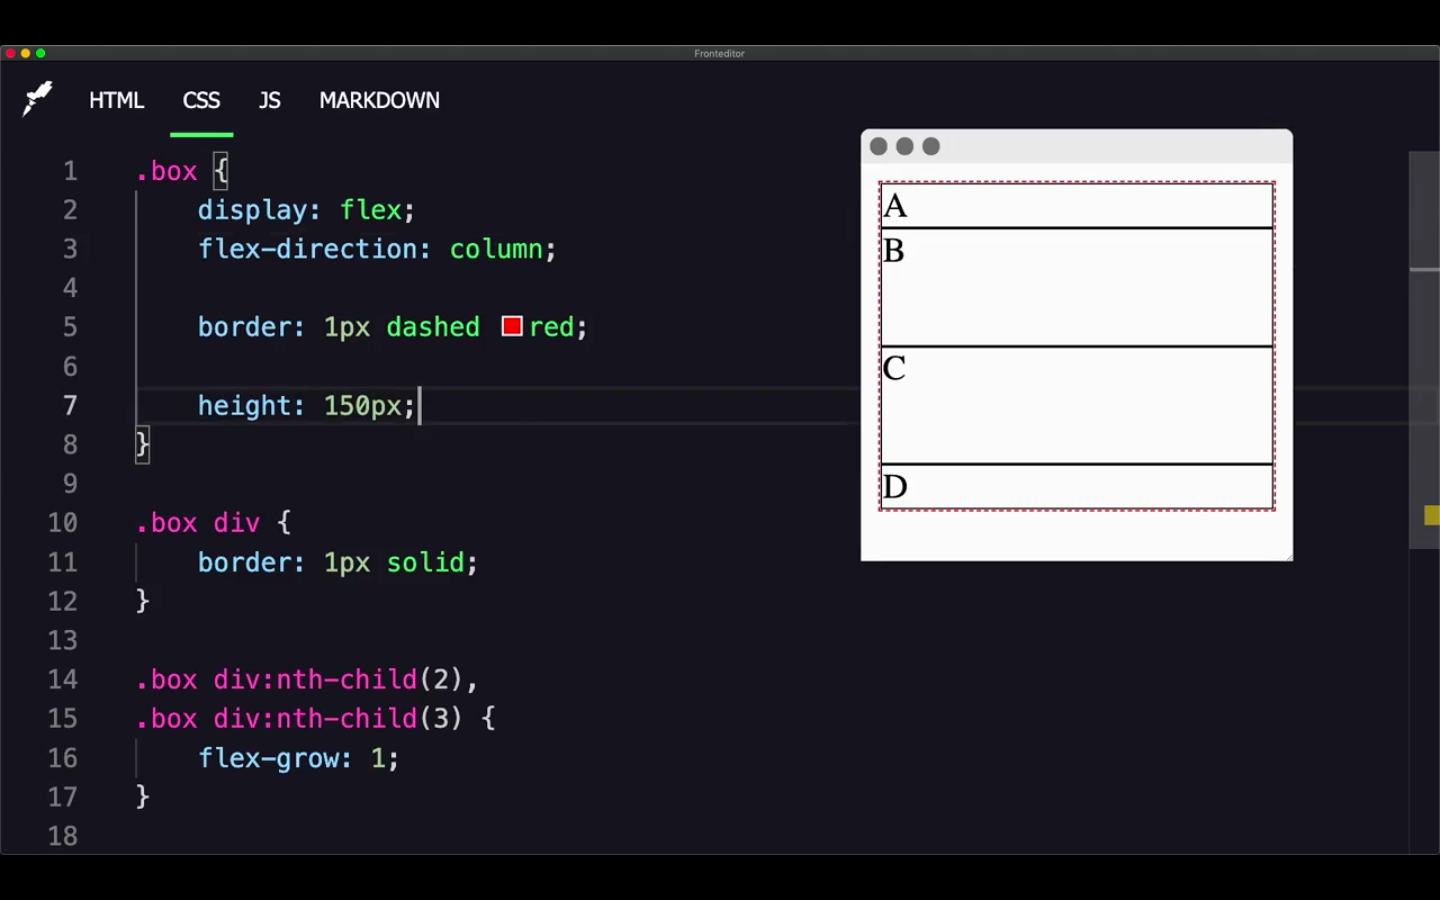 Fronteditor
HTML CSS JS MARKDOWN
1 .box {
2 display: flex;
3 flex-direction: column;
4
5 border: 1px dashed red;
6
7 height: 150px;
8 }
9
10 .box div {
11 border: 1px solid;
12 }
13
14 .box div:nth-child(2),
15 .box div:nth-child(3) {
16 flex-grow: 1;
17 }
18
A
B
C
D